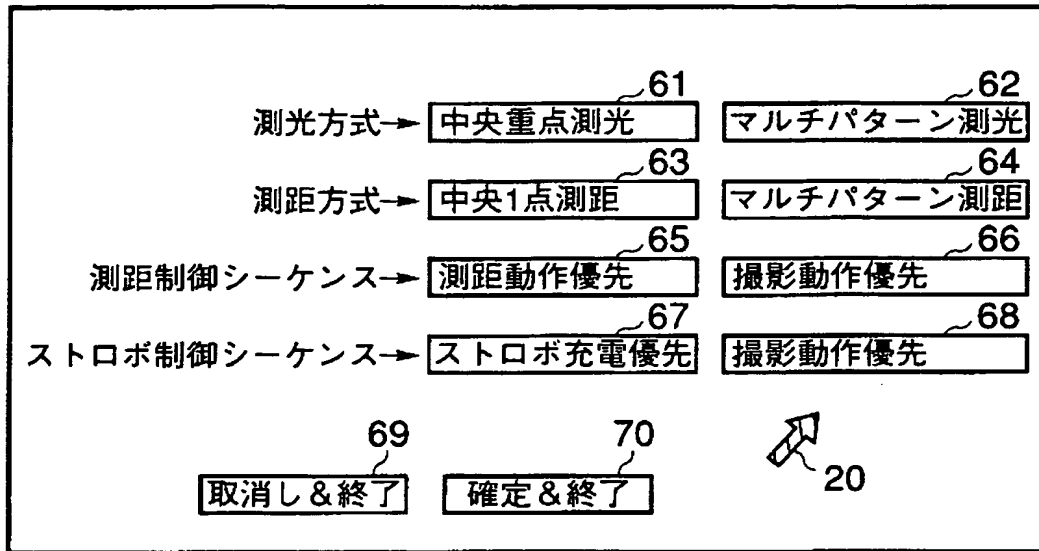 61 62
測光方式→ 中央重点測光 マルチパターン測光
63 64
測距方式→ 中央1点測距 マルチパターン測距
65 66
測距制御シーケンス→ 測距動作優先 撮影動作優先
67 68
ストロボ制御シーケンス→ ストロボ充電優先 撮影動作優先
69 70
取消し&終了 確定&終了
20